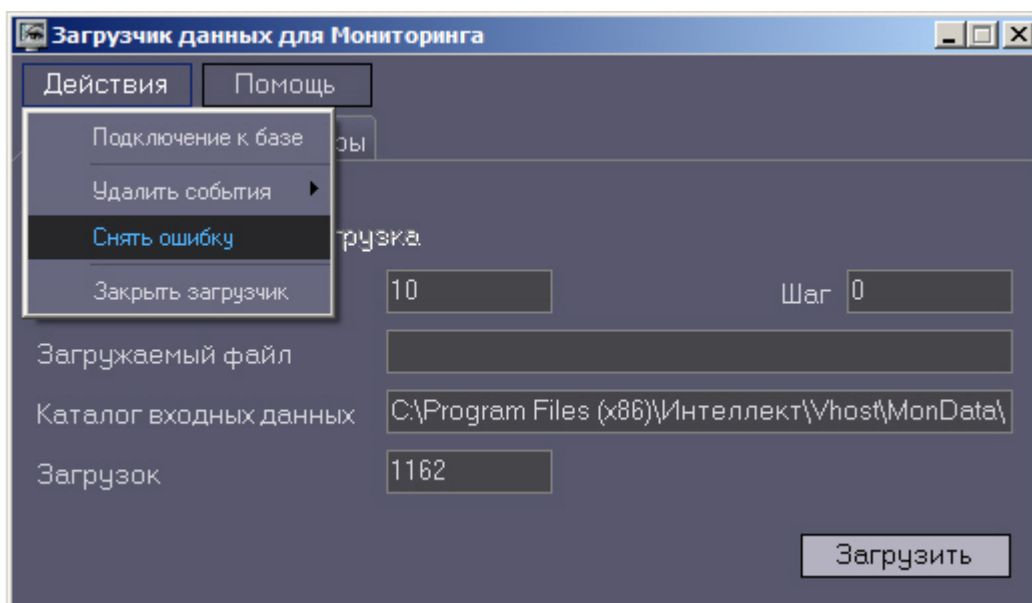 Загрузчик данных для Мониторинга
Действия Помощь
Подключение к базе
Удалить события
Снять ошибку
Закрыть загрузчик
10 Шаг 0
Загружаемый файл
Каталог входных данных C:\Program Files (x86)\Интеллект\Vhost\MonData\
Загрузок 1162
Загрузить